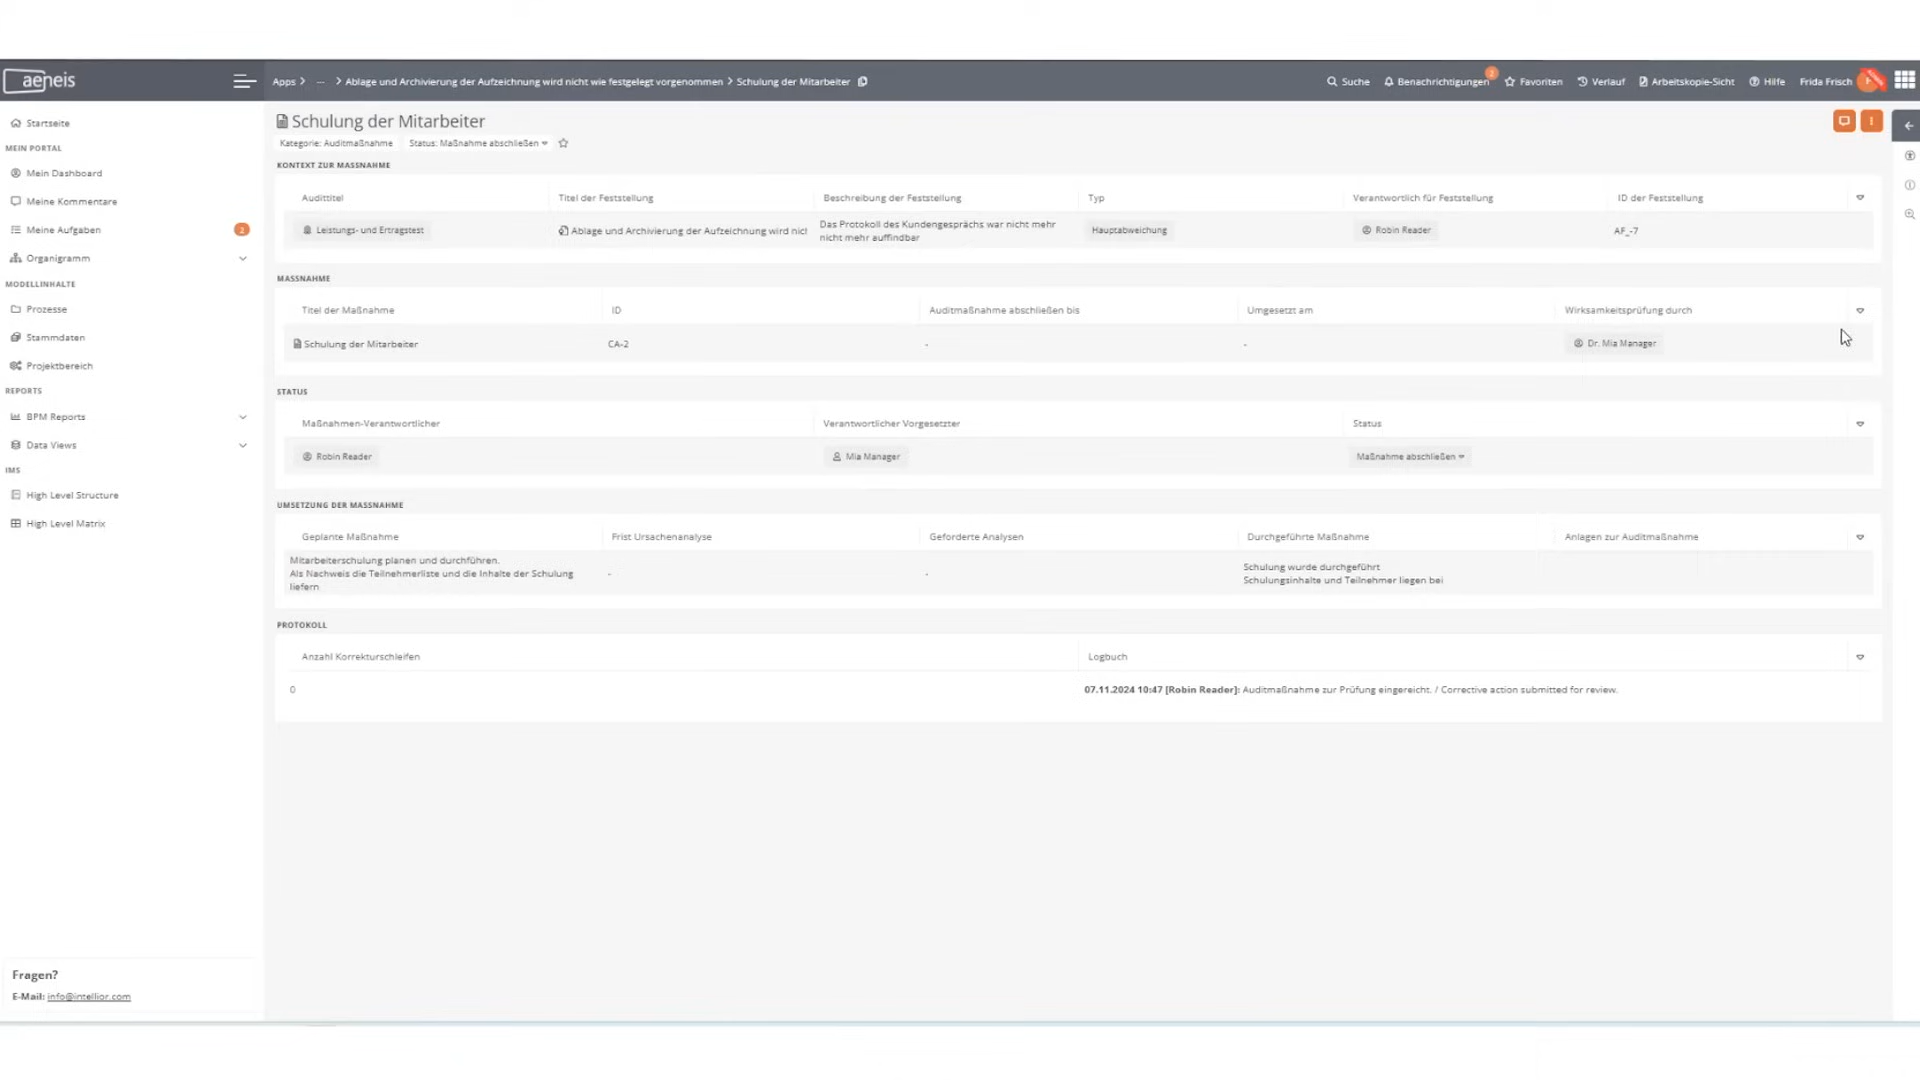 aeneis
Apps > ... > Ablage und Archivierung der Aufzeichnung wird nicht wie festgelegt vorgenommen > Schulung der Mitarbeiter
Suche
Benachrichtigungen
2
Favoriten
Verlauf
Arbeitskopie-Sicht
Hilfe
Frida Frisch
Startseite
MEIN PORTAL
Mein Dashboard
Meine Kommentare
Meine Aufgaben
2
Organigramm
MODELLINHALTE
Prozesse
Stammdaten
Projektbereich
REPORTS
BPM Reports
Data Views
IMS
High Level Structure
High Level Matrix
Fragen?
E-Mail: info@intellior.com
Schulung der Mitarbeiter
Kategorie: Auditmaßnahme
Status: Maßnahme abschließen
KONTEXT ZUR MASSNAHME
Audittitel
Titel der Feststellung
Beschreibung der Feststellung
Typ
Verantwortlich für Feststellung
ID der Feststellung
Leistungs- und Ertragstest
Ablage und Archivierung der Aufzeichnung wird nicl
Das Protokoll des Kundengesprächs war nicht mehr
nicht mehr auffindbar
Hauptabweichung
Robin Reader
AF_-7
MASSNAHME
Titel der Maßnahme
ID
Auditmaßnahme abschließen bis
Umgesetzt am
Wirksamkeitsprüfung durch
Schulung der Mitarbeiter
CA-2
-
-
Dr. Mia Manager
STATUS
Maßnahmen-Verantwortlicher
Verantwortlicher Vorgesetzter
Status
Robin Reader
Mia Manager
Maßnahme abschließen
UMSETZUNG DER MASSNAHME
Geplante Maßnahme
Frist Ursachenanalyse
Geforderte Analysen
Durchgeführte Maßnahme
Anlagen zur Auditmaßnahme
Mitarbeiterschulung planen und durchführen.
Als Nachweis die Teilnehmerliste und die Inhalte der Schulung
liefern
-
-
Schulung wurde durchgeführt
Schulungsinhalte und Teilnehmer liegen bei
PROTOKOLL
Anzahl Korrekturschleifen
Logbuch
0
07.11.2024 10:47 [Robin Reader]: Auditmaßnahme zur Prüfung eingereicht. / Corrective action submitted for review.